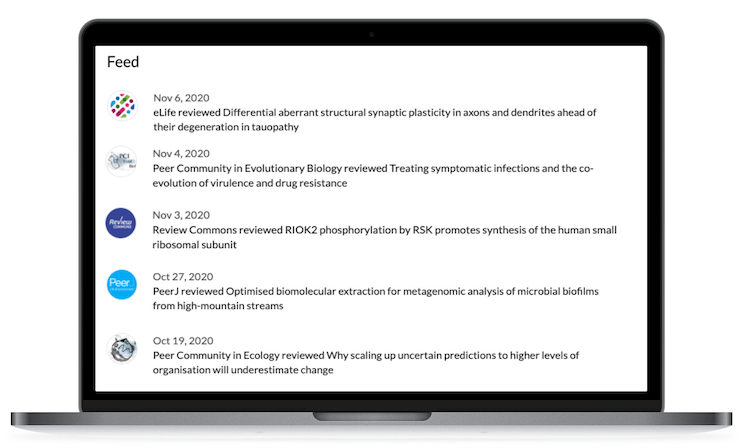 Feed
Nov 6, 2020
eLife reviewed Differential aberrant structural synaptic plasticity in axons and dendrites ahead of
their degeneration in tauopathy
PCI
Nov 4, 2020
Peer Community in Evolutionary Biology reviewed Treating symptomatic infections and the co-
evolution of virulence and drug resistance
Review
COMMONS
Nov 3, 2020
Review Commons reviewed RIOK2 phosphorylation by RSK promotes synthesis of the human small
ribosomal subunit
Peer
Oct 27, 2020
PeerJ reviewed Optimised biomolecular extraction for metagenomic analysis of microbial biofilms
from high-mountain streams
Oct 19, 2020
Peer Community in Ecology reviewed Why scaling up uncertain predictions to higher levels of
organisation will underestimate change